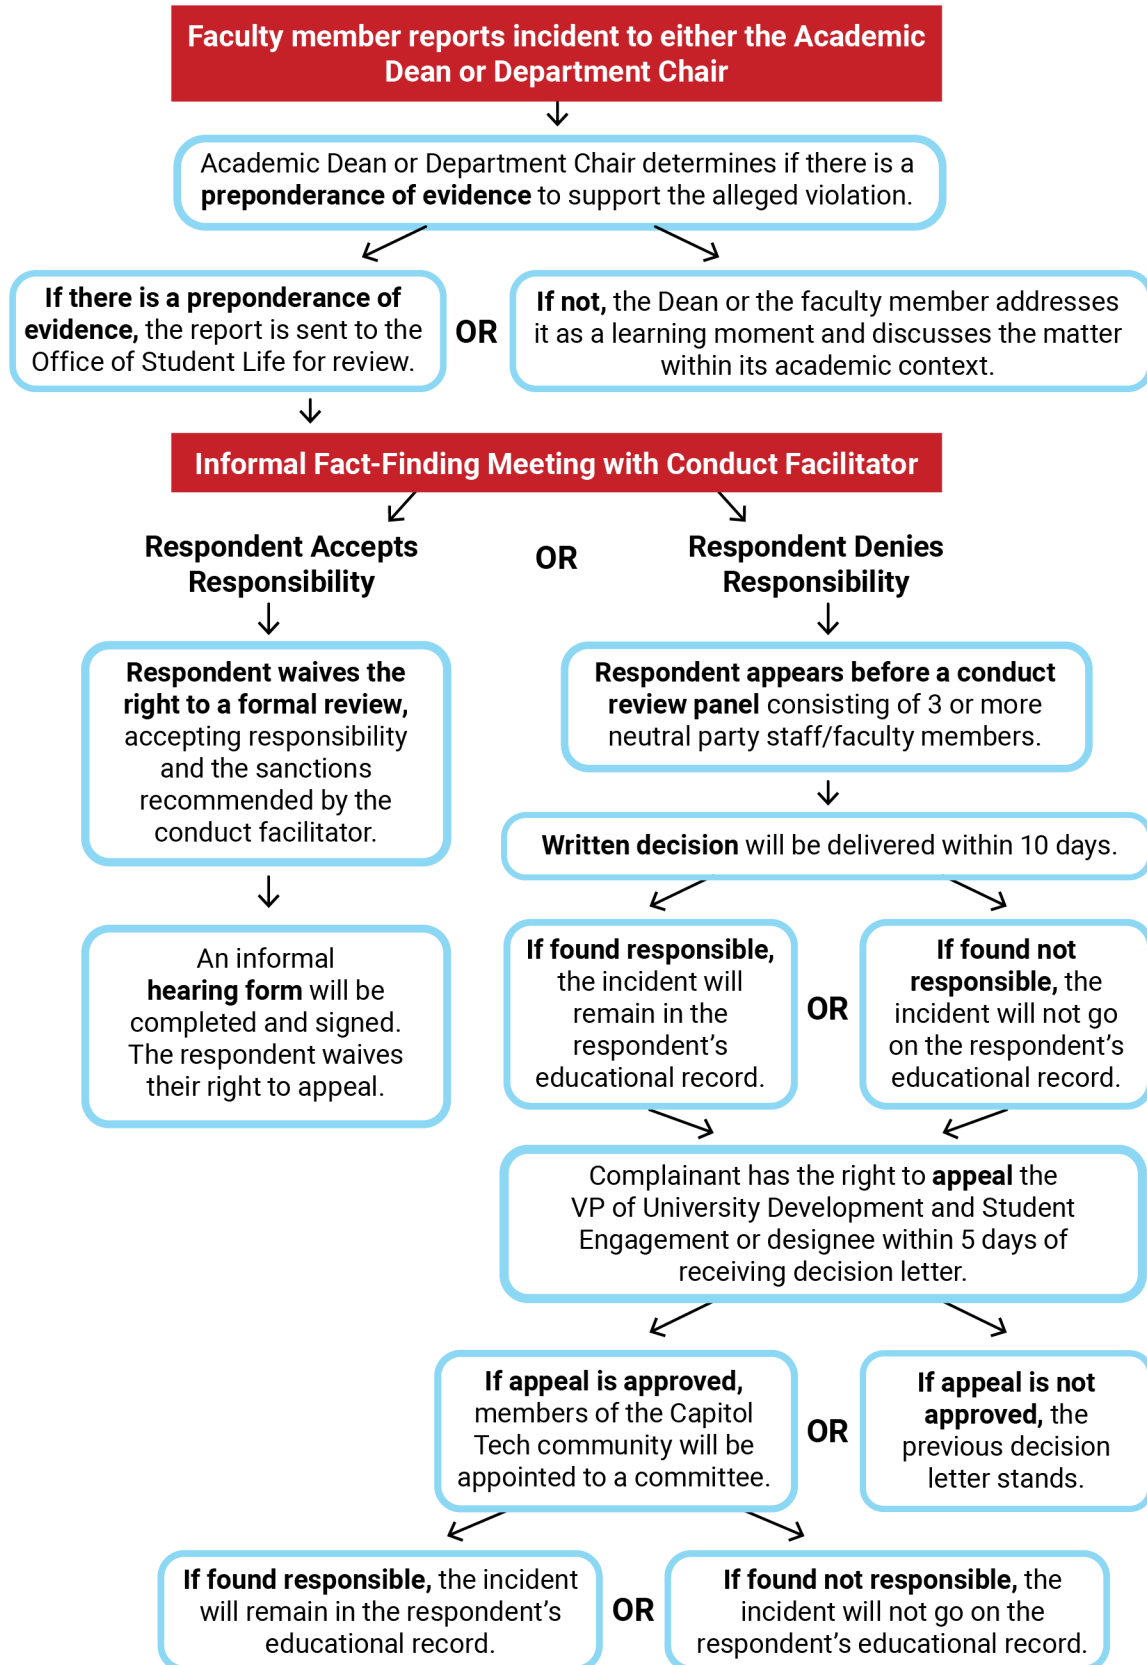 Faculty member reports incident to either the Academic
Dean or Department Chair
Academic Dean or Department Chair determines if there is a
preponderance of evidence to support the alleged violation.
If there is a preponderance of
evidence, the report is sent to the
Office of Student Life for review.
OR
If not, the Dean or the faculty member addresses
it as a learning moment and discusses the matter
within its academic context.
Informal Fact-Finding Meeting with Conduct Facilitator
Respondent Accepts
Responsibility
OR
Respondent Denies
Responsibility
Respondent waives the
right to a formal review,
accepting responsibility
and the sanctions
recommended by the
conduct facilitator.
An informal
hearing form will be
completed and signed.
The respondent waives
their right to appeal.
Respondent appears before a conduct
review panel consisting of 3 or more
neutral party staff/faculty members.
Written decision will be delivered within 10 days.
If found responsible,
the incident will
remain in the
respondent’s
educational record.
OR
If found not
responsible, the
incident will not go
on the respondent’s
educational record.
Complainant has the right to appeal the
VP of University Development and Student
Engagement or designee within 5 days of
receiving decision letter.
If appeal is approved,
members of the Capitol
Tech community will be
appointed to a committee.
OR
If appeal is not
approved, the
previous decision
letter stands.
If found responsible, the incident
will remain in the respondent’s
educational record.
OR
If found not responsible, the
incident will not go on the
respondent’s educational record.